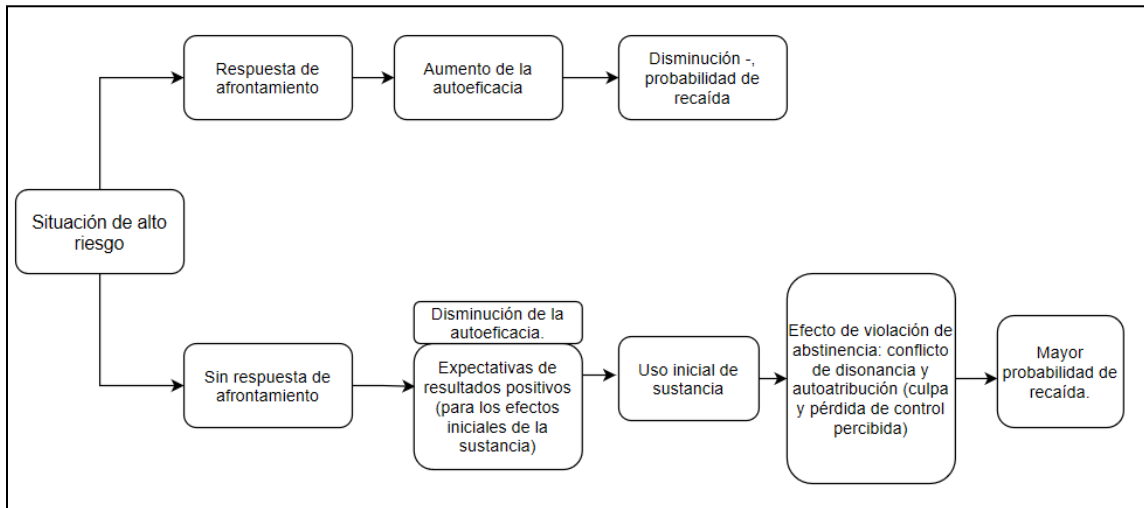 Respuesta de
afrontamiento
Aumento de la
autoeficacia
Disminución -,
probabilidad de
recaída
Situación de alto
riesgo
Sin respuesta de
afrontamiento
Disminución de la
autoeficacia.
Expectativas de
resultados positivos
(para los efectos
iniciales de la
sustancia)
Uso inicial de
sustancia
Efecto de violación de
abstinencia: conflicto
de disonancia y
autoatribución (culpa
y pérdida de control
percibida)
Mayor
probabilidad de
recaída.